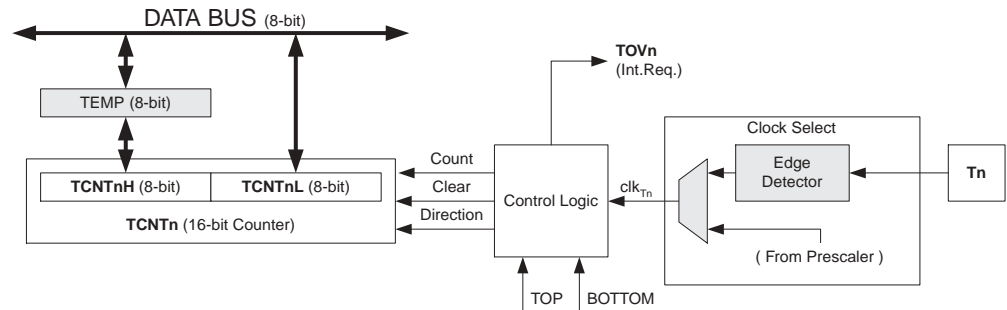 DATA BUS (8-bit)
TOVn
(Int.Req.)
TEMP (8-bit)
Clock Select
Count
Edge
Detector
TCNTnH (8-bit)
TCNTnL (8-bit)
Clear
Control Logic
clkTn
Tn
TCNTn (16-bit Counter)
Direction
( From Prescaler )
TOP
BOTTOM